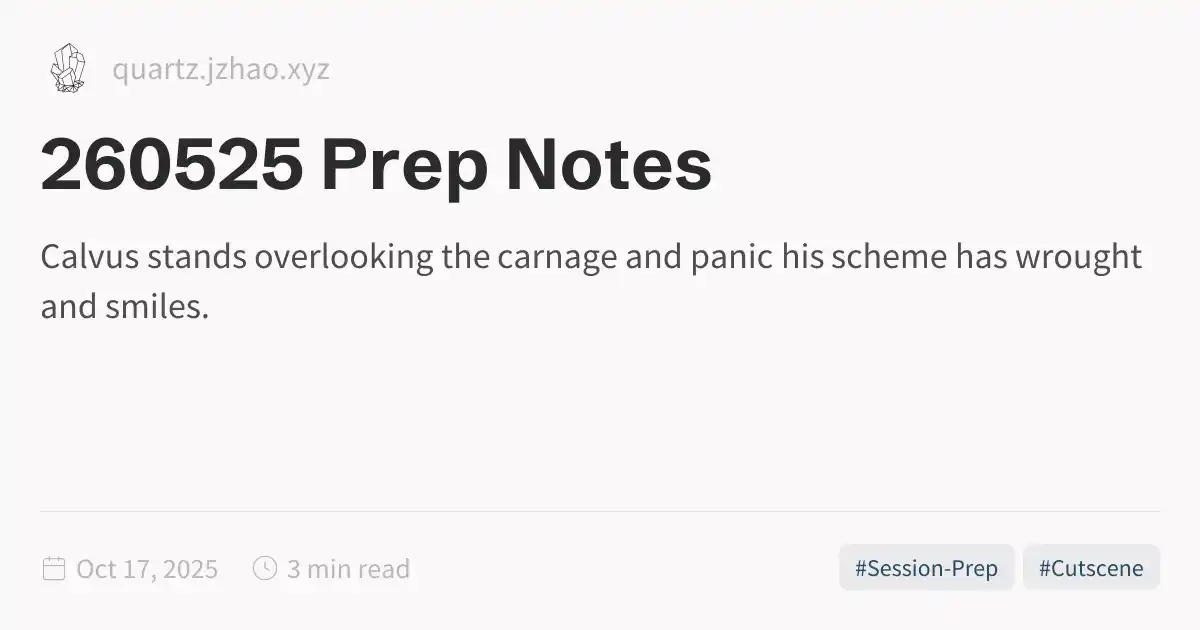 quartz.jzhao.xyz
260525 Prep Notes
Calvus stands overlooking the carnage and panic his scheme has wrought
and smiles.
Oct 17, 2025
3 min read
#Session-Prep
#Cutscene